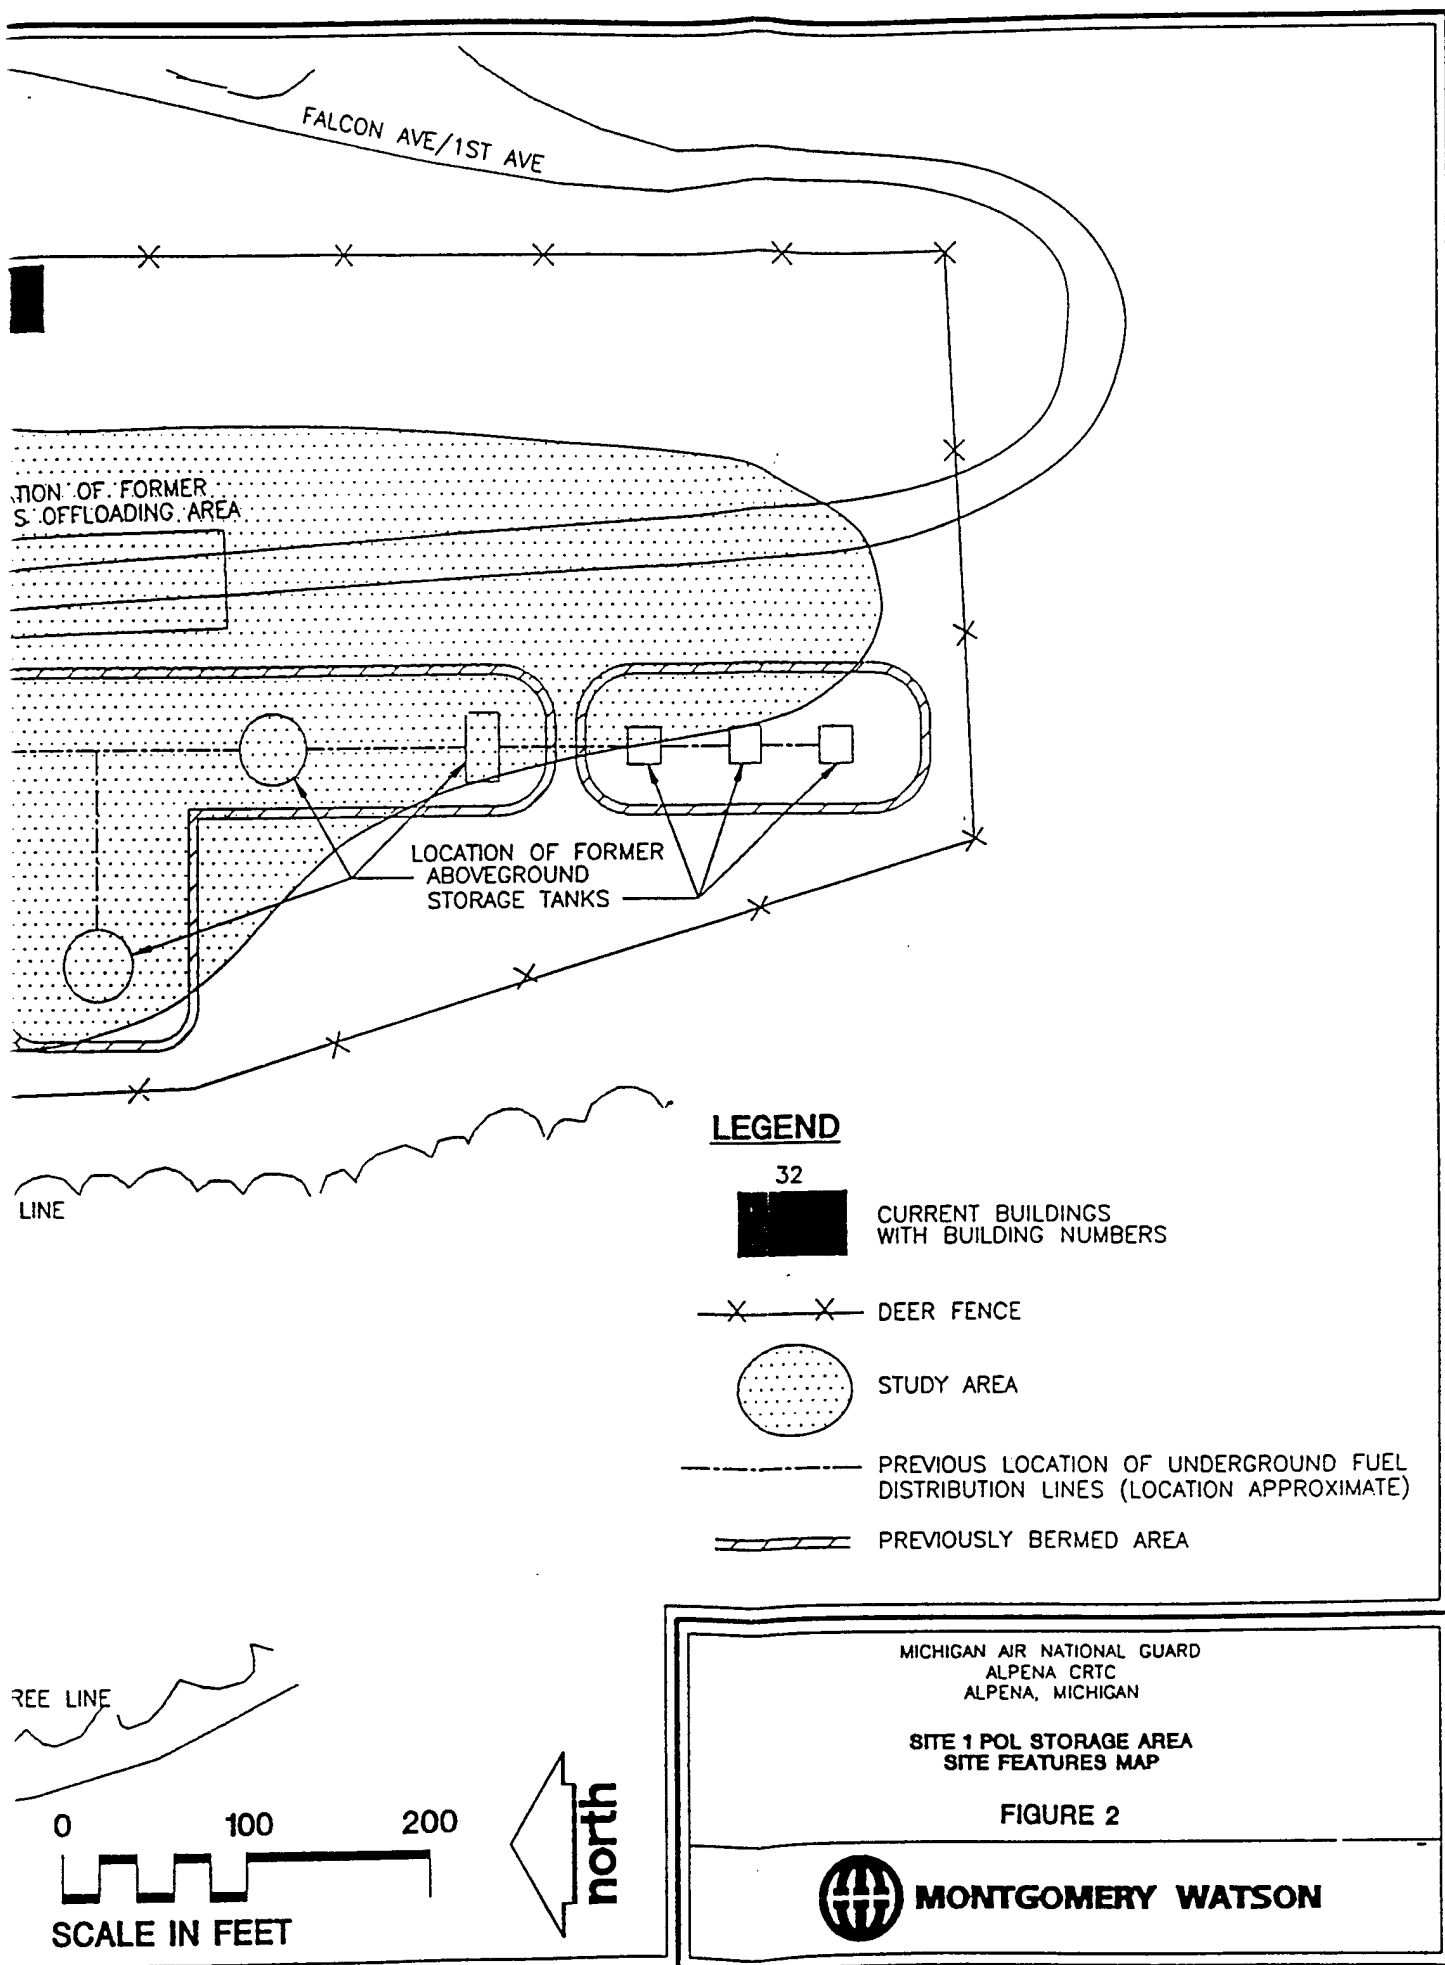 FALCON AVE/1ST AVE
TION OF FORMER
S OFFLOADING AREA
LOCATION OF FORMER
ABOVEGROUND
STORAGE TANKS
LINE
LEGEND
32
CURRENT BUILDINGS
WITH BUILDING NUMBERS
DEER FENCE
STUDY AREA
PREVIOUS LOCATION OF UNDERGROUND FUEL
DISTRIBUTION LINES (LOCATION APPROXIMATE)
PREVIOUSLY BERMED AREA
REE LINE
0 100 200
SCALE IN FEET
north
MICHIGAN AIR NATIONAL GUARD
ALPENA CRTC
ALPENA, MICHIGAN
SITE 1 POL STORAGE AREA
SITE FEATURES MAP
FIGURE 2
MONTGOMERY WATSON